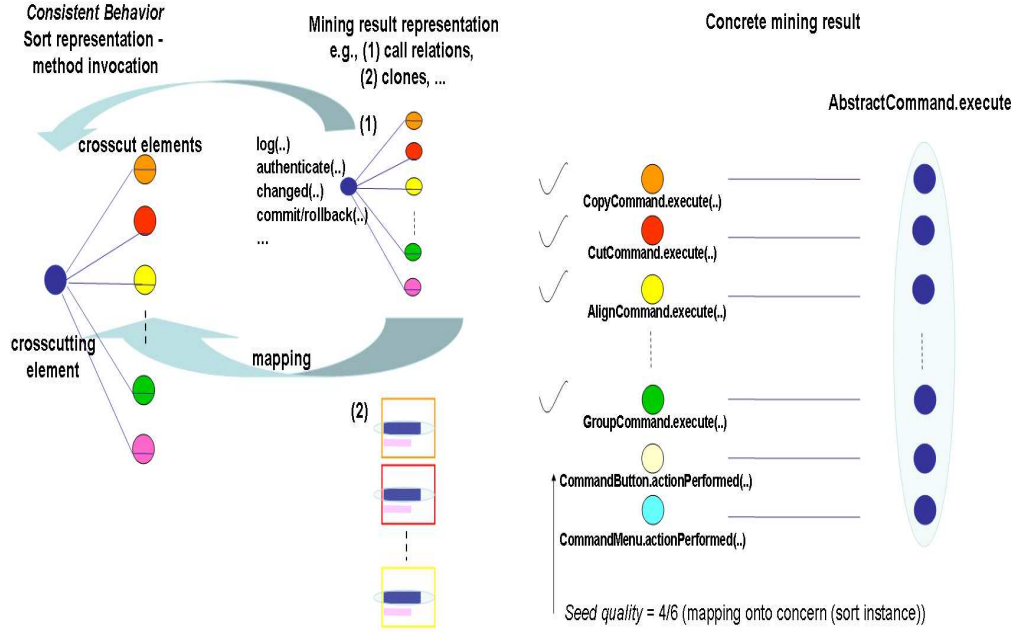 Consistent Behavior
Sort representation -
method invocation
Mining result representation
e.g., (1) call relations,
(2) clones, ...
Concrete mining result
AbstractCommand.execute
crosscut elements
(1)
log(..)
authenticate(..)
changed(..)
commit/rollback(..)
...
crosscutting
element
mapping
(2)
CopyCommand.execute(..)
CutCommand.execute(..)
AlignCommand.execute(..)
GroupCommand.execute(..)
CommandButton.actionPerformed(..)
CommandMenu.actionPerformed(..)
Seed quality = 4/6 (mapping onto concern (sort instance))